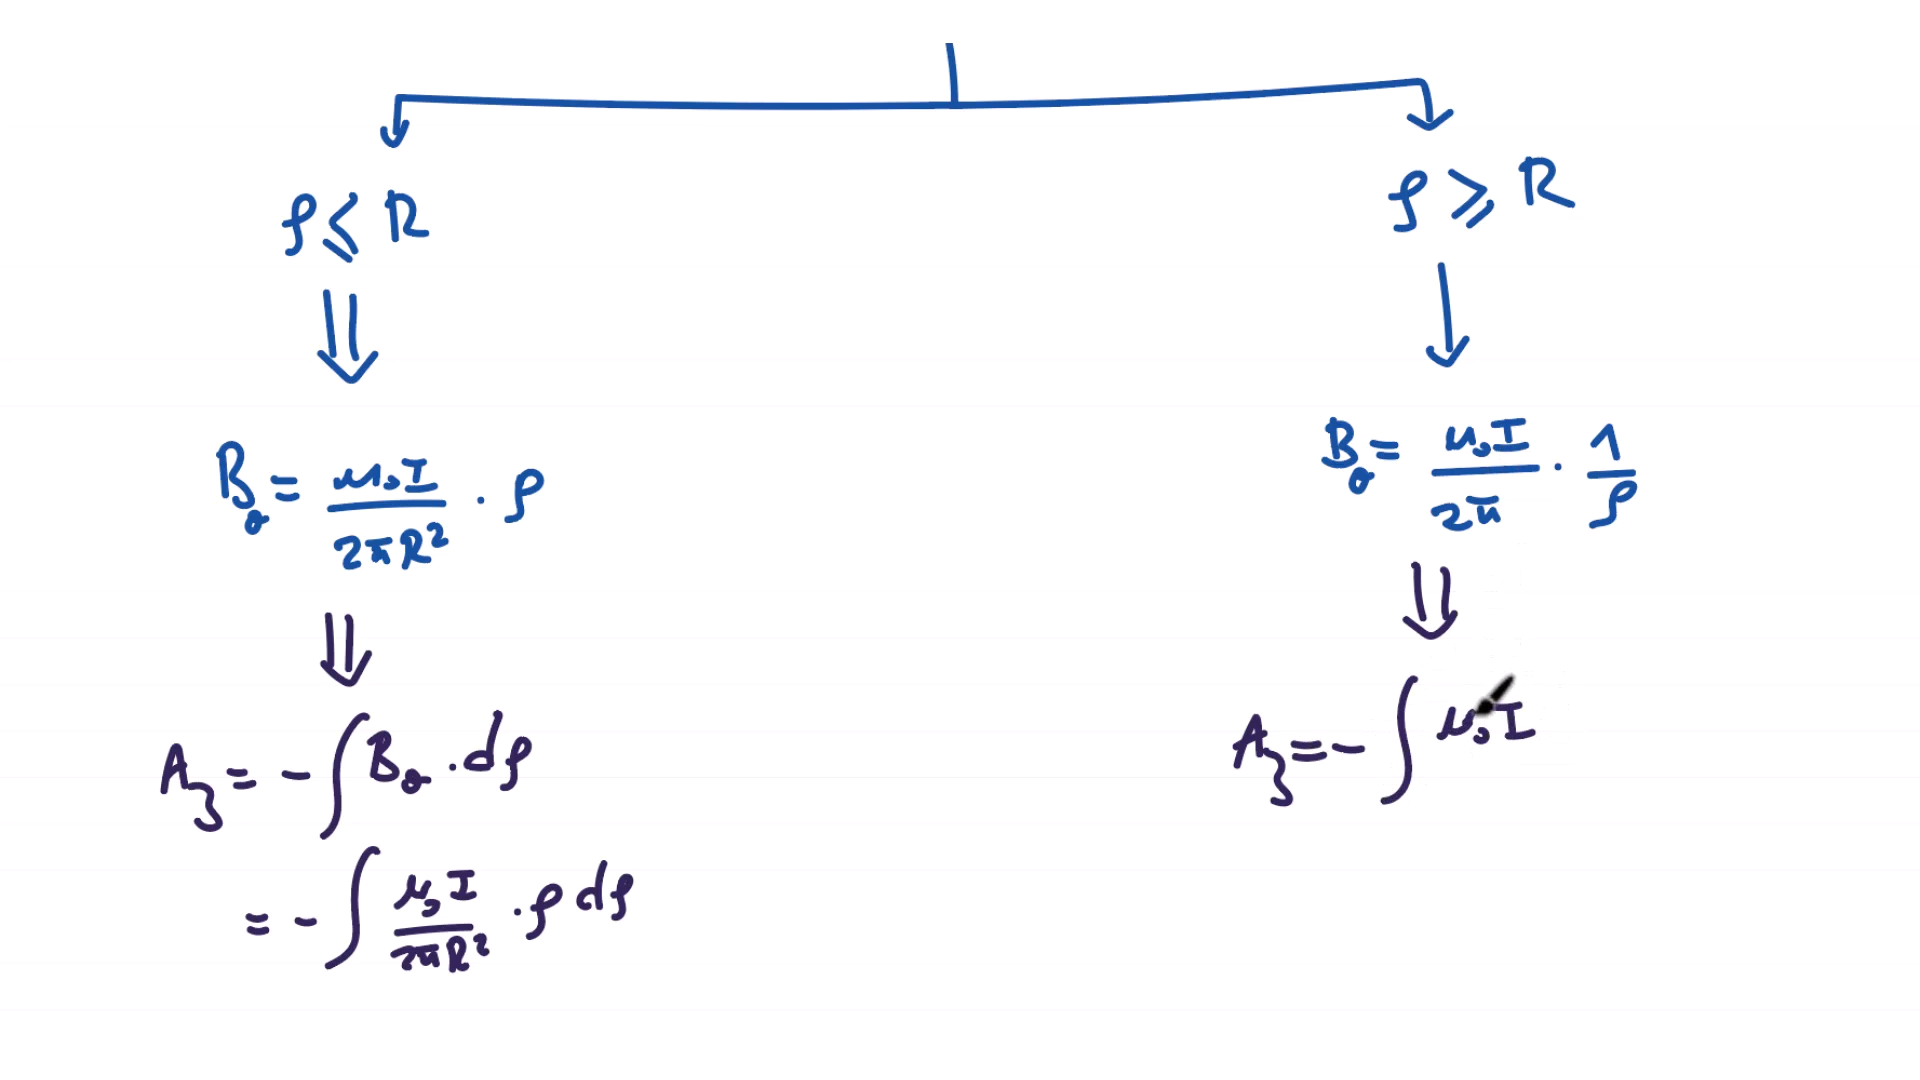 ρ ≤ R
ρ ⩾ R
B_θ = μ₀I / 2πR² · ρ
B_θ = μ₀I / 2π · 1/ρ
A_z = - ∫ B_θ . dρ
A_z = - ∫ μ₀I
= - ∫ μ₀I / 2πR² · ρ dρ